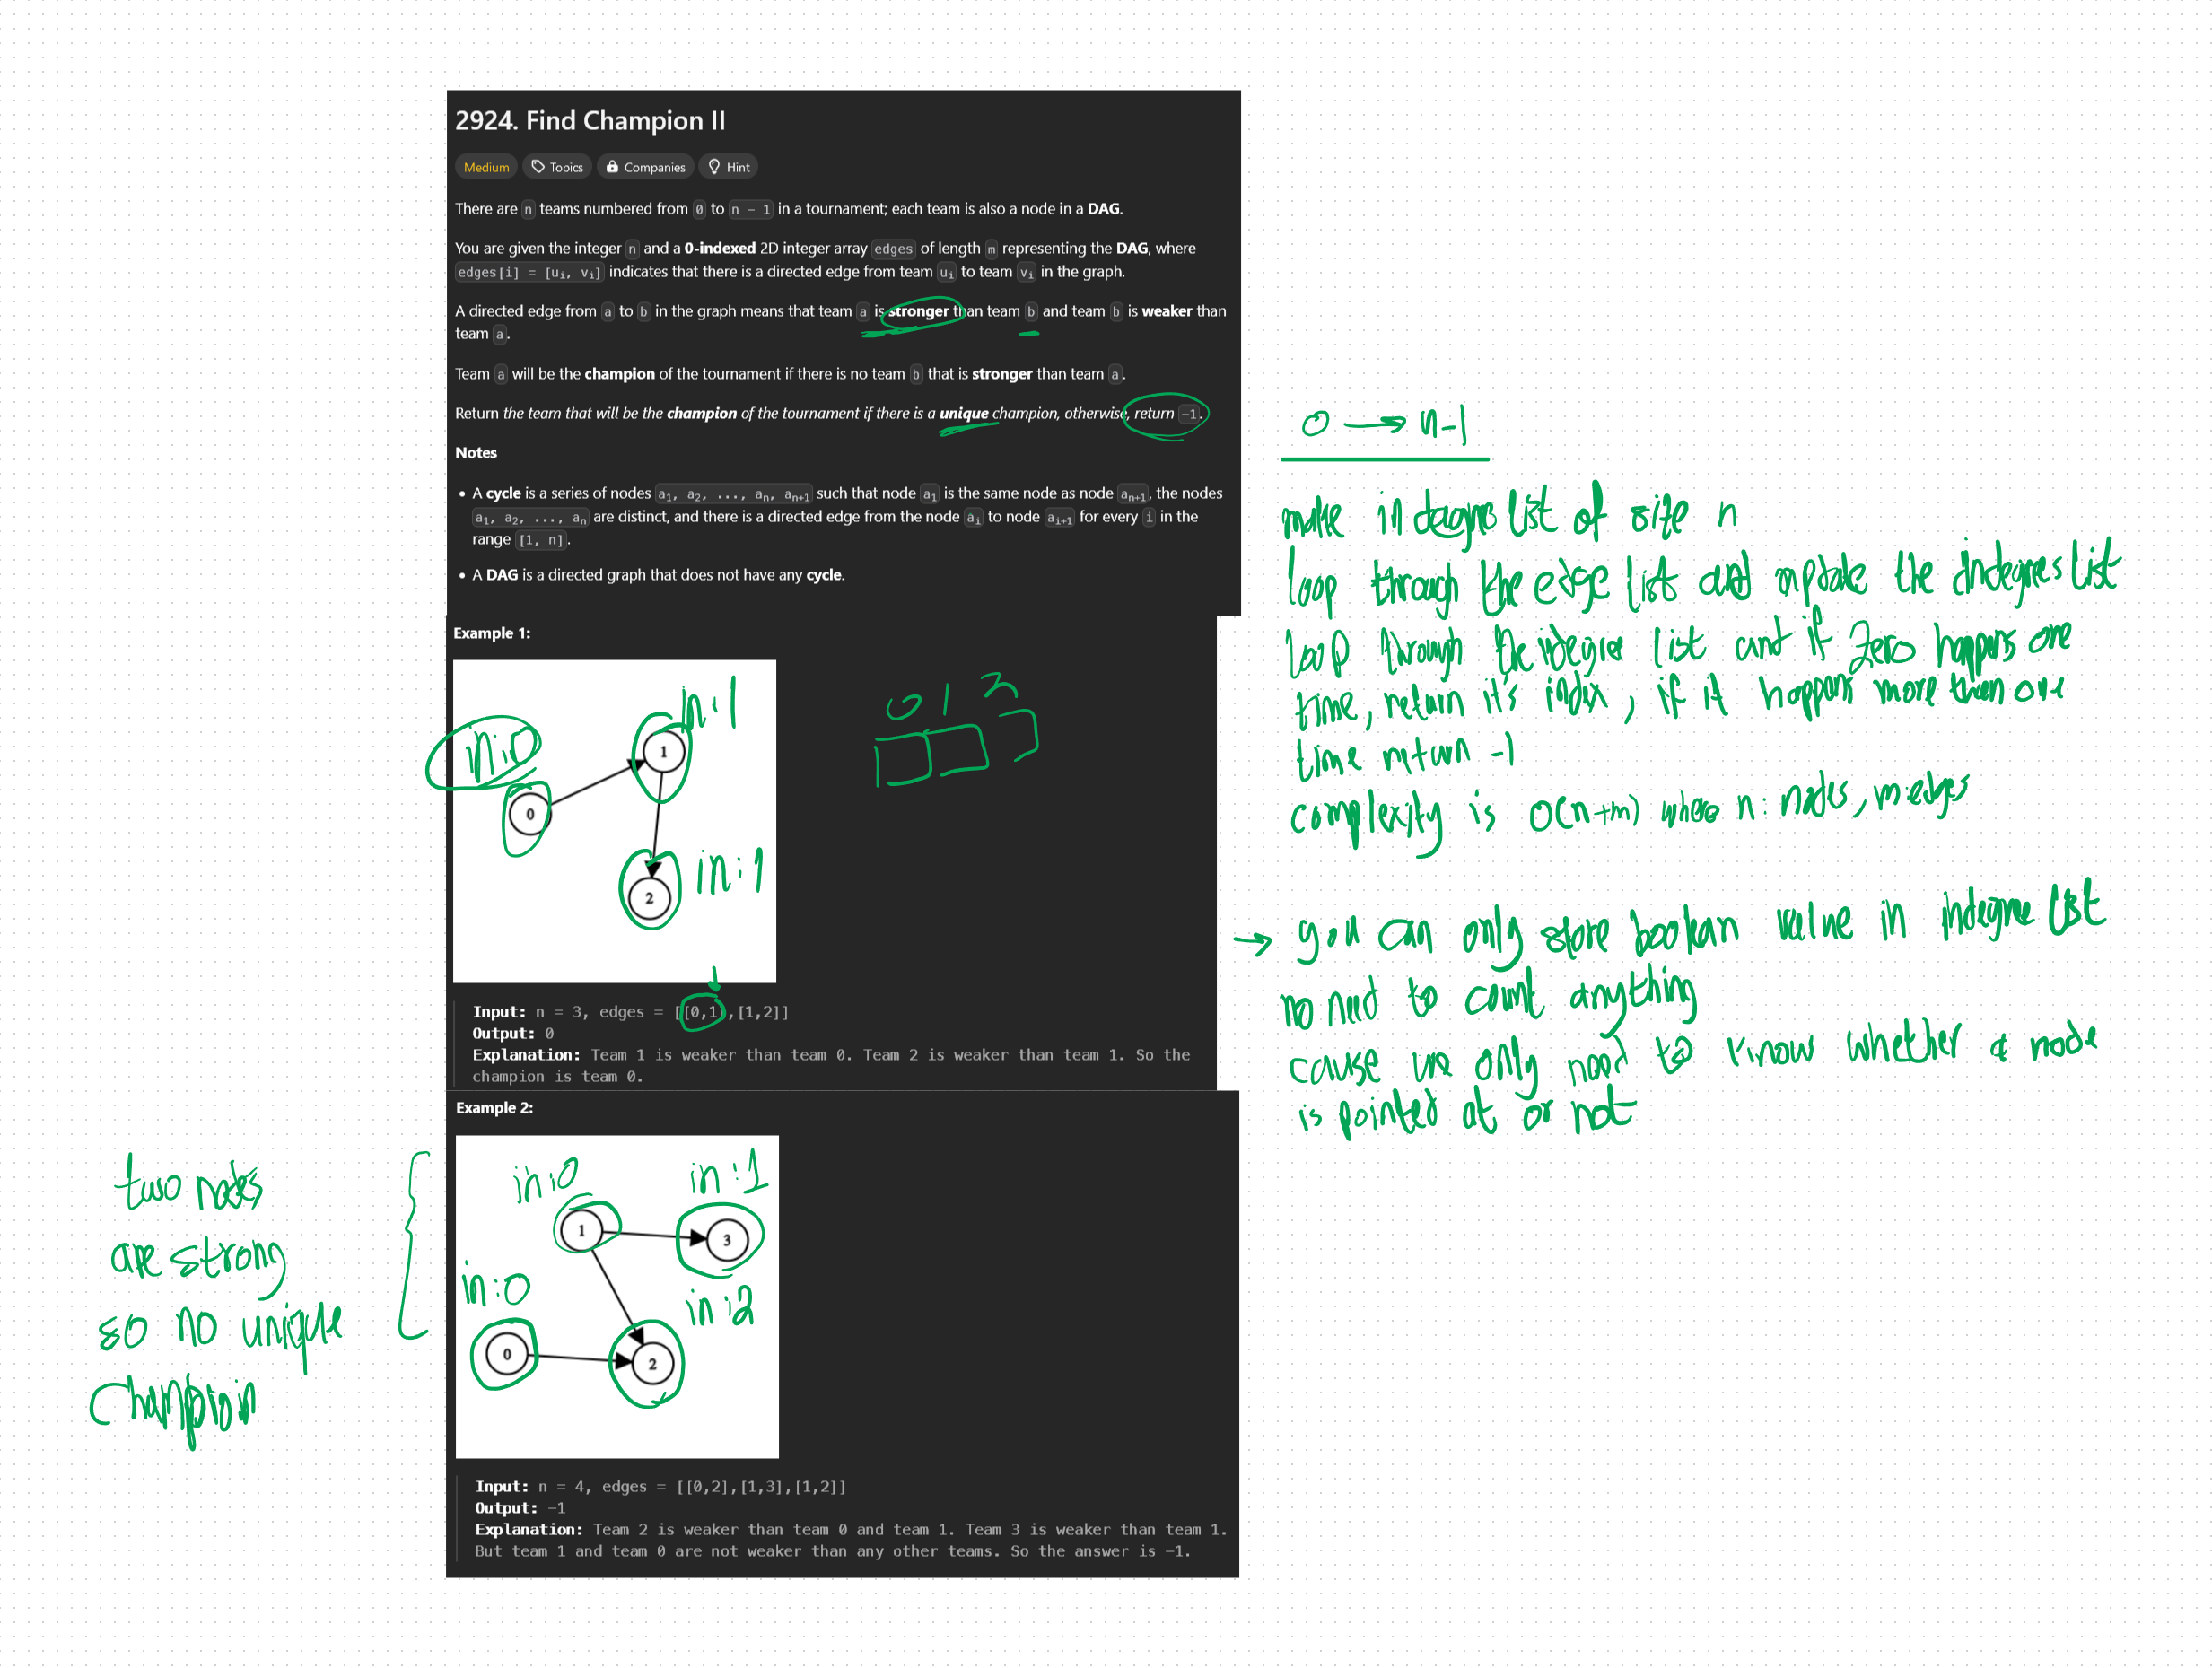 2924. Find Champion II
Medium Topics Companies Hint
There are n teams numbered from 0 to n - 1 in a tournament; each team is also a node in a DAG.
You are given the integer n and a 0-indexed 2D integer array edges of length m representing the DAG, where
edges[i] = [ui, vi] indicates that there is a directed edge from team ui to team vi in the graph.
A directed edge from a to b in the graph means that team a is stronger than team b and team b is weaker than
team a.
Team a will be the champion of the tournament if there is no team b that is stronger than team a.
Return the team that will be the champion of the tournament if there is a unique champion, otherwise, return -1.
Notes
• A cycle is a series of nodes a1, a2, ..., an, an+1 such that node a1 is the same node as node an+1, the nodes
a1, a2, ..., an are distinct, and there is a directed edge from the node ai to node ai+1 for every i in the
range [1, n].
• A DAG is a directed graph that does not have any cycle.
Example 1:
in:1
in:0
1
0
in:1
2
0 1 2
Input: n = 3, edges = [[0,1],[1,2]]
Output: 0
Explanation: Team 1 is weaker than team 0. Team 2 is weaker than team 1. So the
champion is team 0.
Example 2:
in:0
in:1
1
3
in:0
in:2
0
2
Input: n = 4, edges = [[0,2],[1,3],[1,2]]
Output: -1
Explanation: Team 2 is weaker than team 0 and team 1. Team 3 is weaker than team 1.
But team 1 and team 0 are not weaker than any other teams. So the answer is -1.
two nodes
are strong
so no unique
champion
0 → n-1
make in degree list of size n
loop through the edge list and update the indegrees list
loop through the indegree list and if zero happens one
time, return it's index, if it happens more than one
time return -1
complexity is O(n+m) where n: nodes, m: edges
→ you can only store boolean value in indegree list
no need to count anything
cause we only need to know whether a node
is pointed at or not